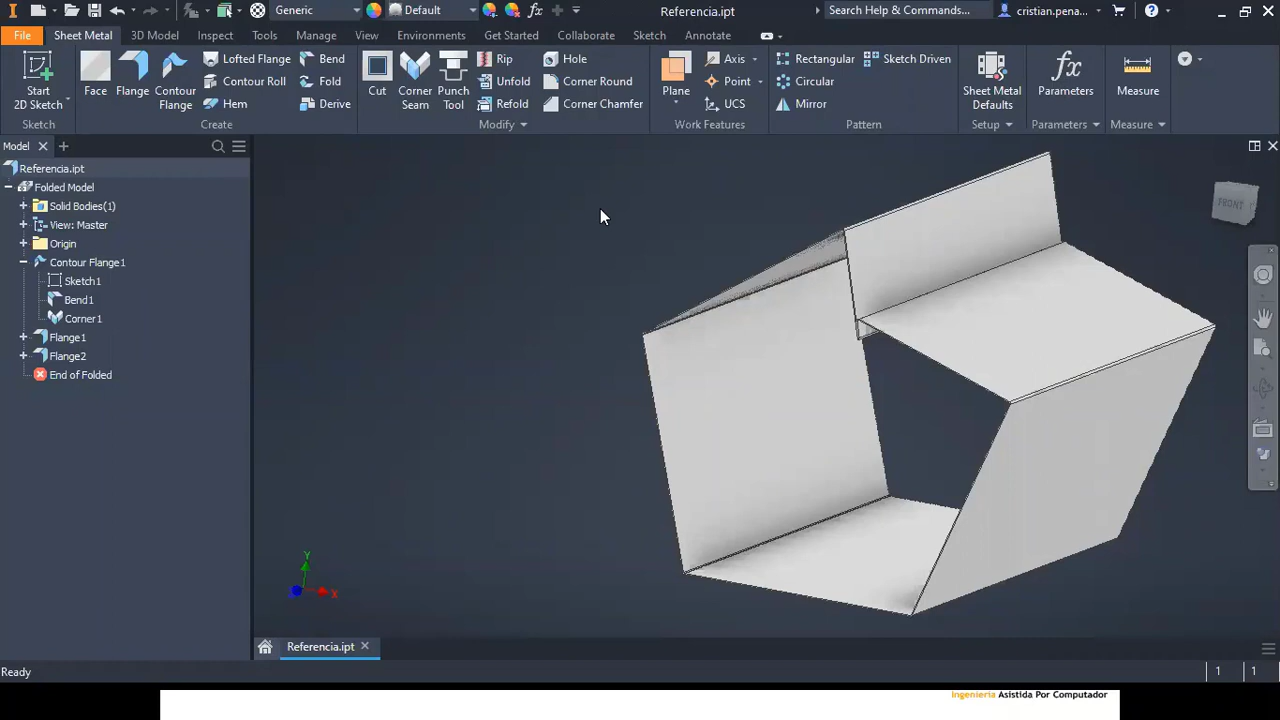 Generic
Default
Referencia.ipt
Search Help & Commands...
cristian.pena...
File
Sheet Metal
3D Model
Inspect
Tools
Manage
View
Environments
Get Started
Collaborate
Sketch
Annotate
Start
2D Sketch
Face
Flange
Contour
Flange
Lofted Flange
Contour Roll
Hem
Bend
Fold
Derive
Cut
Corner
Seam
Punch
Tool
Rip
Unfold
Refold
Hole
Corner Round
Corner Chamfer
Plane
Axis
Point
UCS
Rectangular
Circular
Mirror
Sketch Driven
Sheet Metal
Defaults
Parameters
Measure
Sketch
Create
Modify
Work Features
Pattern
Setup
Parameters
Measure
Model
Referencia.ipt
Folded Model
Solid Bodies(1)
View: Master
Origin
Contour Flange1
Sketch1
Bend1
Corner1
Flange1
Flange2
End of Folded
FRONT
Y
X
Referencia.ipt
Ready
1 1
Ingeniería Asistida Por Computador